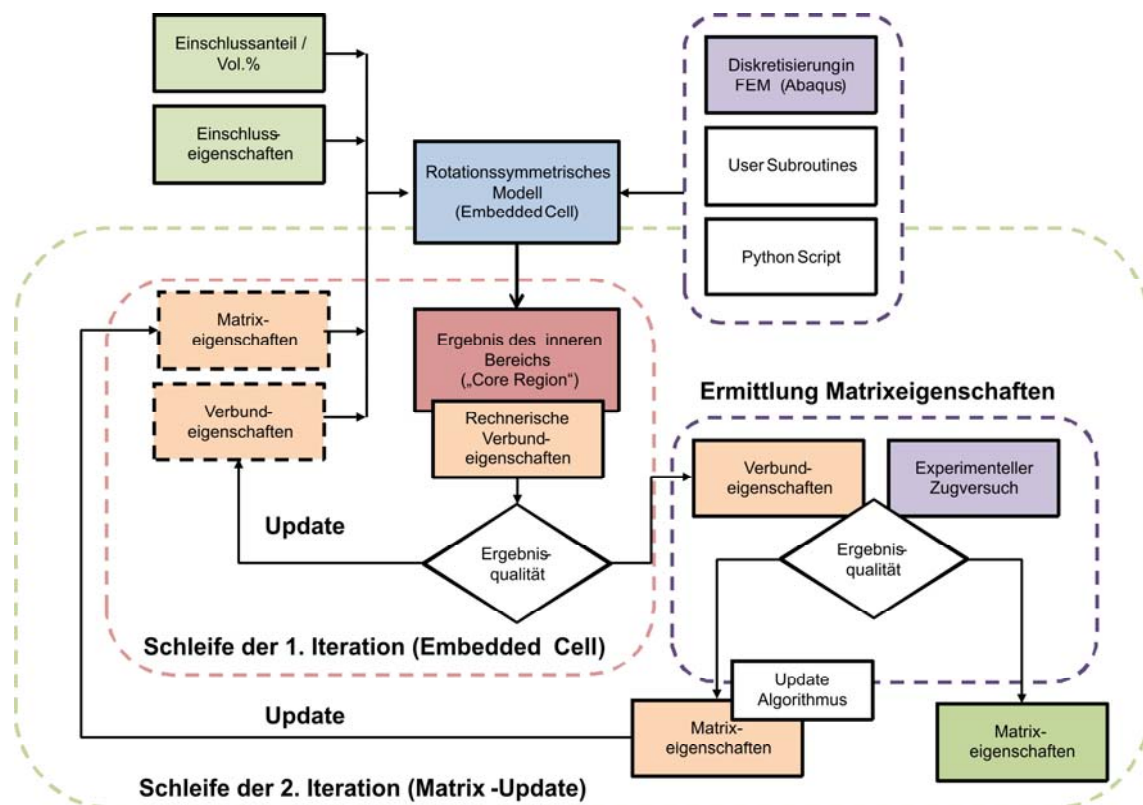 Einschlussanteil /
Vol.%
Einschluss-
eigenschaften
Diskretisierung in
FEM (Abaqus)
User Subroutines
Python Script
Rotationssymmetrisches
Modell
(Embedded Cell)
Matrix-
eigenschaften
Verbund-
eigenschaften
Ergebnis des inneren
Bereichs
(„Core Region“)
Rechnerische
Verbund-
eigenschaften
Update
Ergebnis-
qualität
Schleife der 1. Iteration (Embedded Cell)
Ermittlung Matrixeigenschaften
Verbund-
eigenschaften
Experimenteller
Zugversuch
Ergebnis-
qualität
Update
Algorithmus
Update
Matrix-
eigenschaften
Matrix-
eigenschaften
Schleife der 2. Iteration (Matrix -Update)